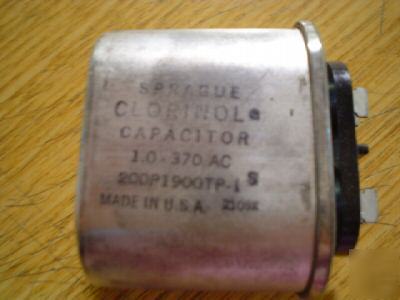 SPRAGUE
CLORINOL®
CAPACITOR
1.0-370 AC
200P1900TP-1 S
MADE IN U.S.A.